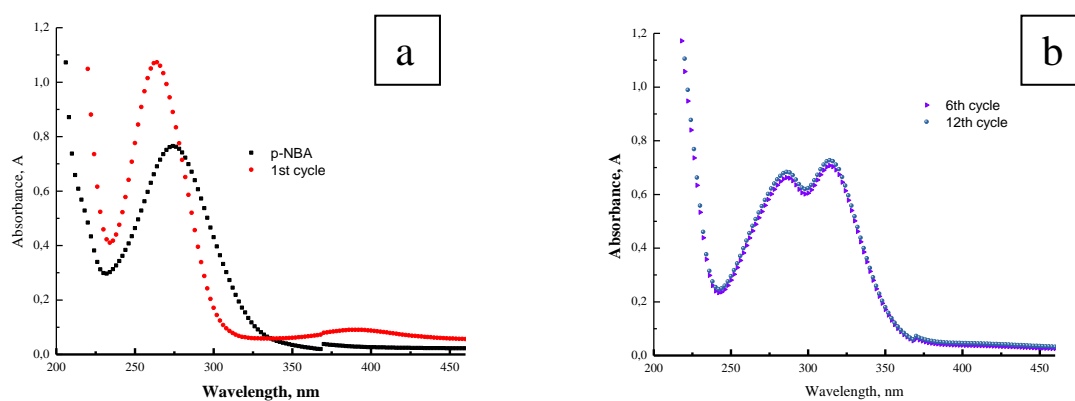 a
1,2
1,0
0,8
0,6
0,4
0,2
0,0
Absorbance, A
p-NBA
1st cycle
200 250 300 350 400 450
Wavelength, nm
b
1,2
1,0
0,8
0,6
0,4
0,2
0,0
Absorbance, A
6th cycle
12th cycle
200 250 300 350 400 450
Wavelength, nm